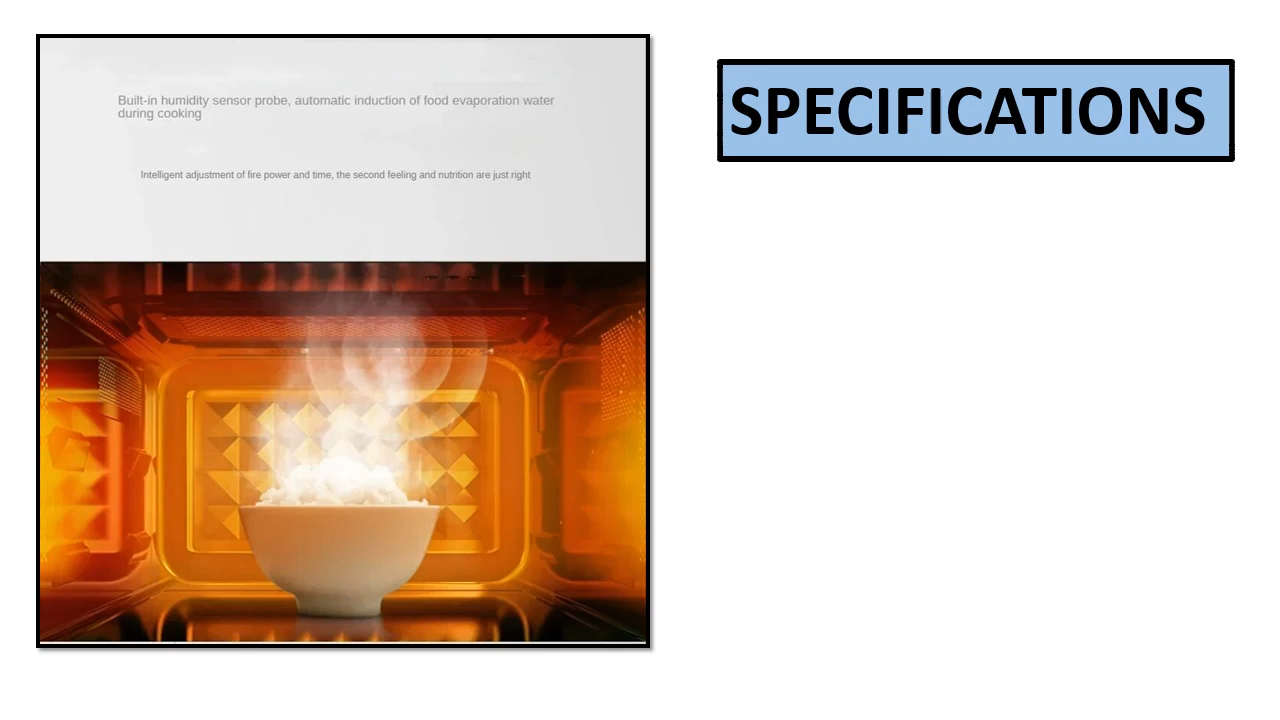 Built-in humidity sensor probe, automatic induction of food evaporation water
during cooking
Intelligent adjustment of fire power and time, the second feeling and nutrition are just right
SPECIFICATIONS